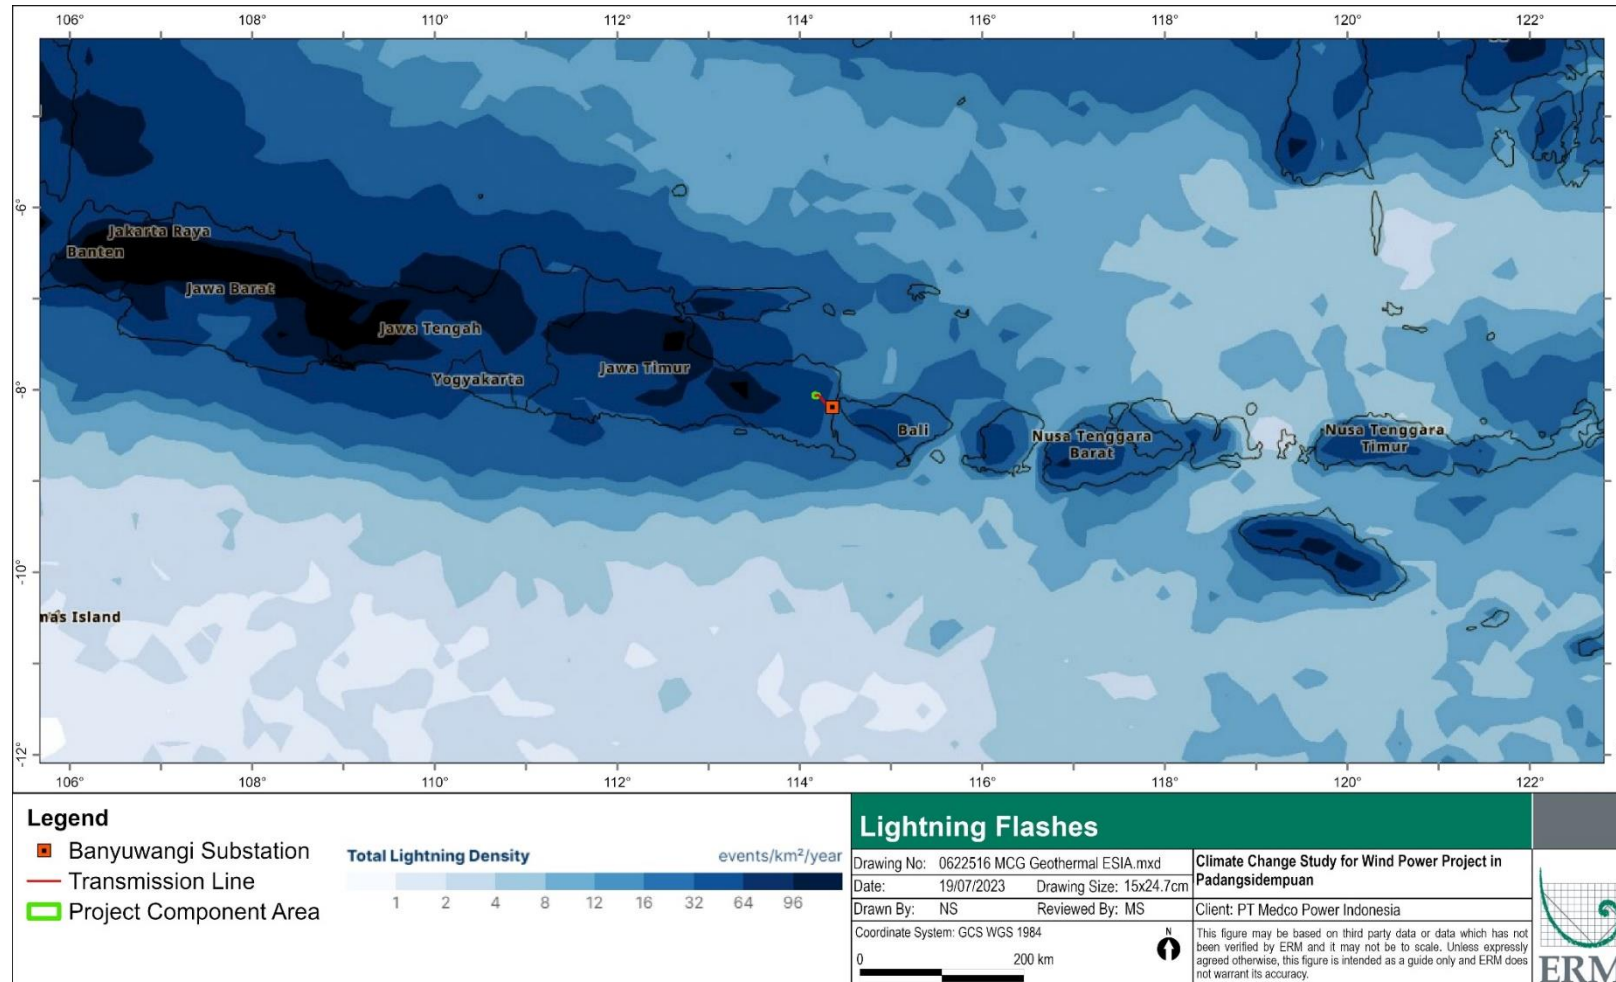 106° 108° 110° 112° 114° 116° 118° 120° 122°
-6°
-8°
-10°
-12°
Jakarta Raya
Banten
Jawa Barat
Jawa Tengah
Jawa Timur
Yogyakarta
Bali
Nusa Tenggara
Barat
Nusa Tenggara
Timur
mas Island
106° 108° 110° 112° 114° 116° 118° 120° 122°
Legend
Banyuwangi Substation
Transmission Line
Project Component Area
Total Lightning Density events/km²/year
1 2 4 8 12 16 32 64 96
Lightning Flashes
Drawing No: 0622516 MCG Geothermal ESIA.mxd
Date: 19/07/2023 Drawing Size: 15x24.7cm
Drawn By: NS Reviewed By: MS
Coordinate System: GCS WGS 1984
N
0 200 km
Climate Change Study for Wind Power Project in
Padangsidempuan
Client: PT Medco Power Indonesia
This figure may be based on third party data or data which has not
been verified by ERM and it may not be to scale. Unless expressly
agreed otherwise, this figure is intended as a guide only and ERM does
not warrant its accuracy.
ERM